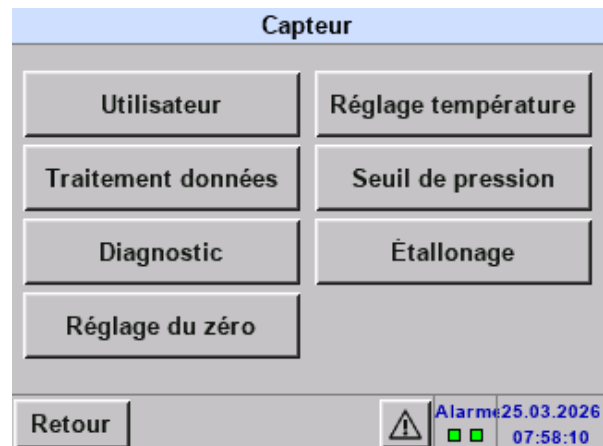 Capteur
Utilisateur
Réglage température
Traitement données
Seuil de pression
Diagnostic
Étallonage
Réglage du zéro
Retour
Alarme
25.03.2026
07:58:10